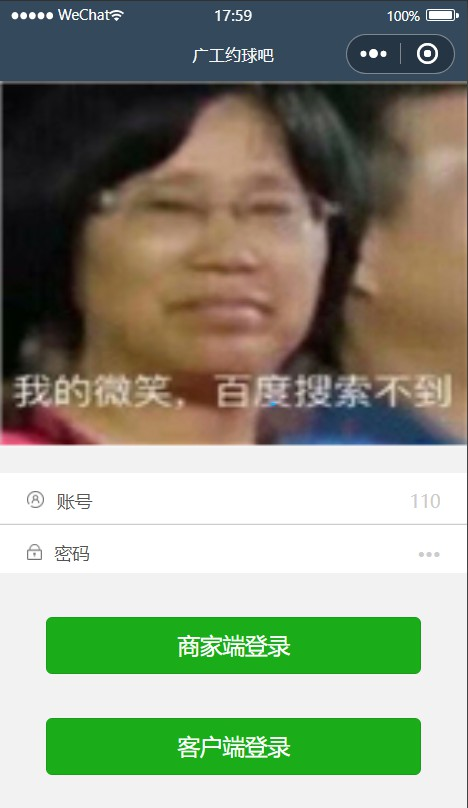 WeChat 17:59 100%
广工约球吧
我的微笑，百度搜索不到
账号 110
密码 •••
商家端登录
客户端登录